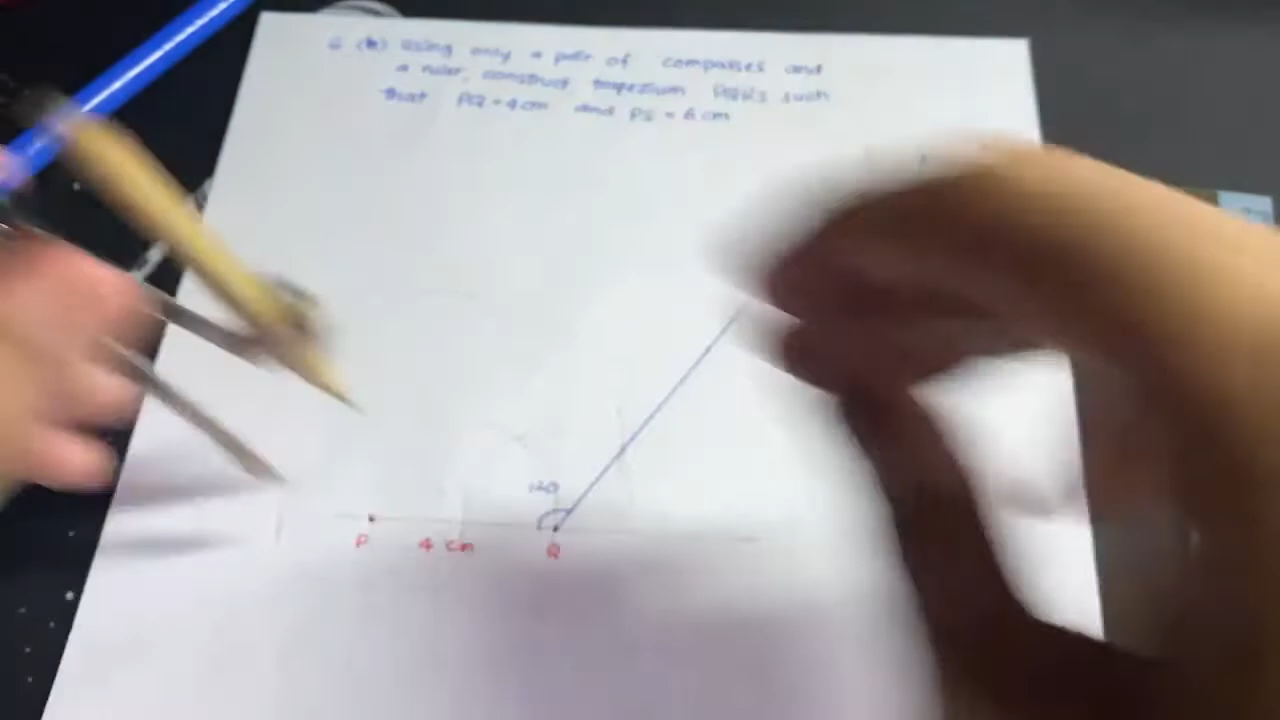 6 (b) Using only a pair of compasses and
a ruler, construct trapezium PQRS such
that PQ = 4 cm and PS = 6 cm
120
P 4 cm Q